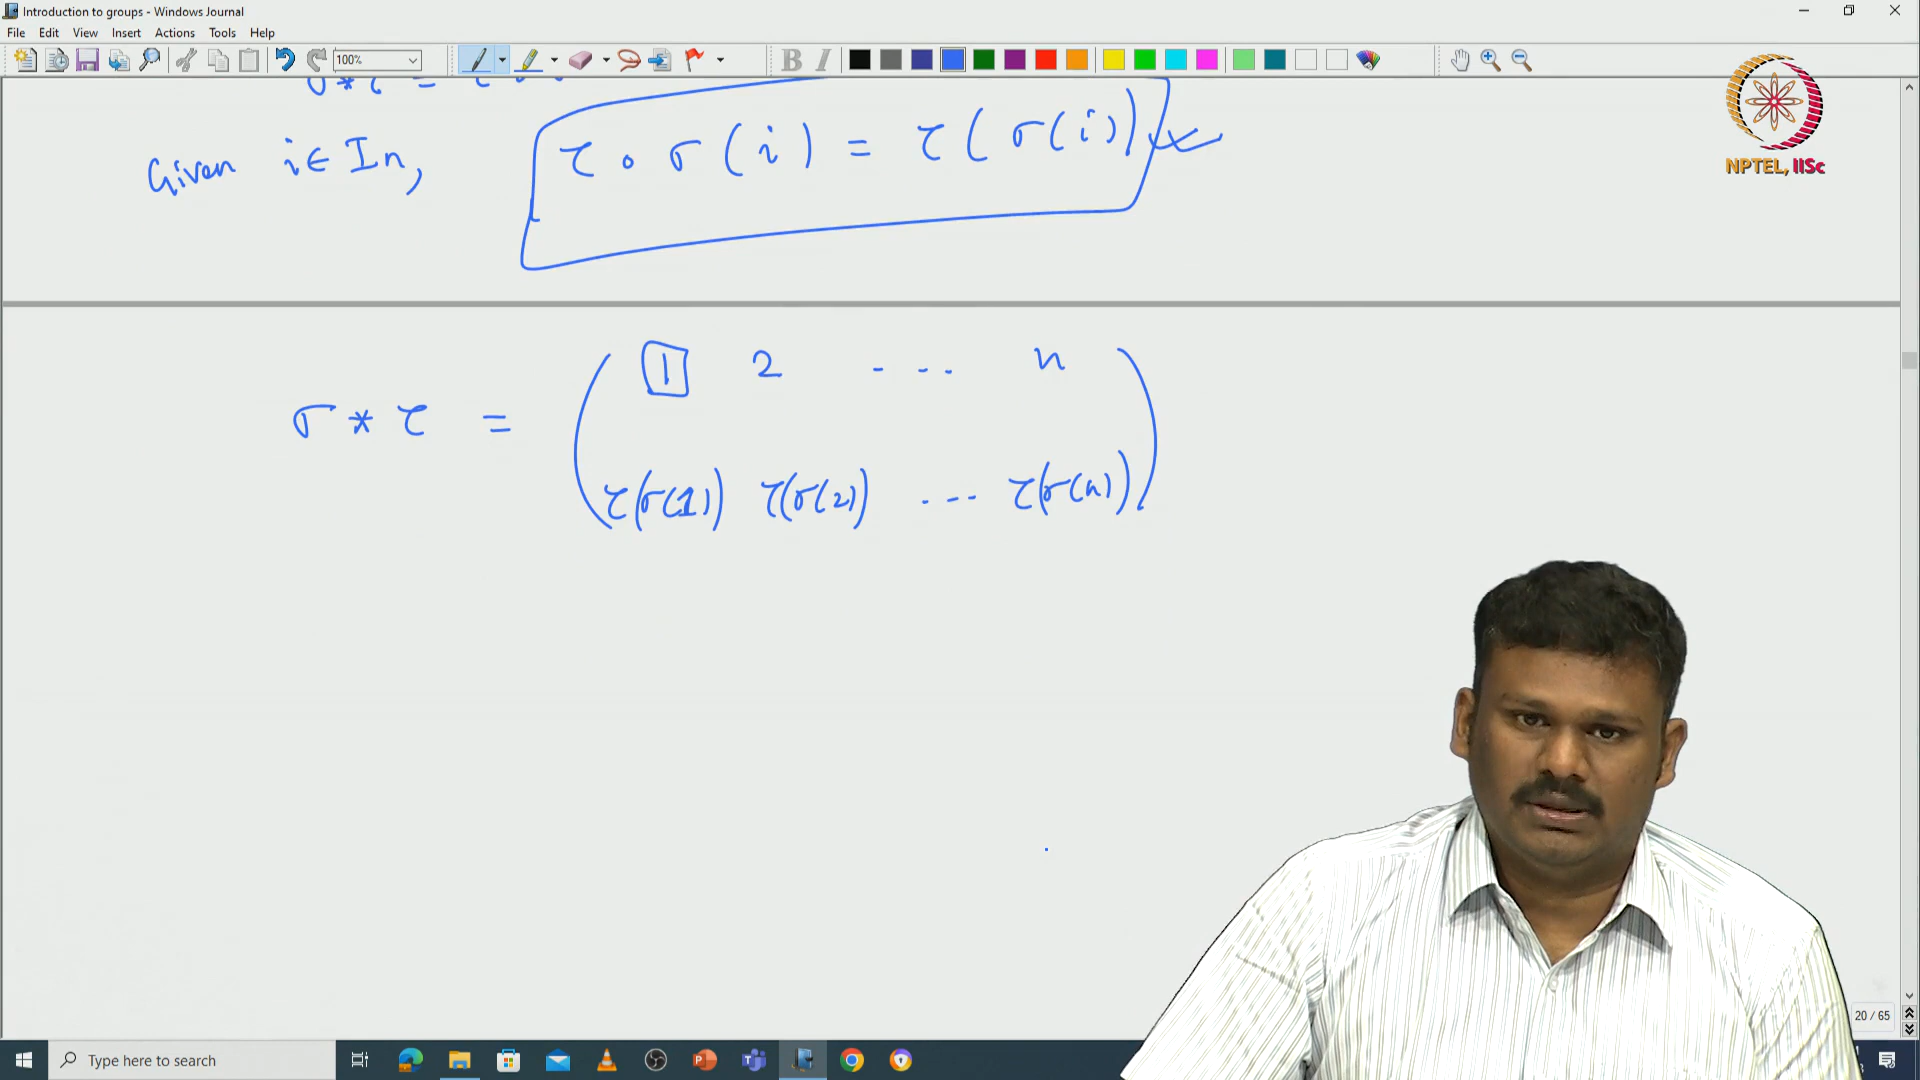 Introduction to groups - Windows Journal
File Edit View Insert Actions Tools Help
100%
B I
NPTEL, IISc
σ * τ = τ
Given i ∈ In, τ ∘ σ (i) = τ ( σ(i) )
σ * τ = ( 1 2 . . . . n
τ(σ(1)) τ(σ(2)) ... τ(σ(n)) )
20 / 65
Type here to search